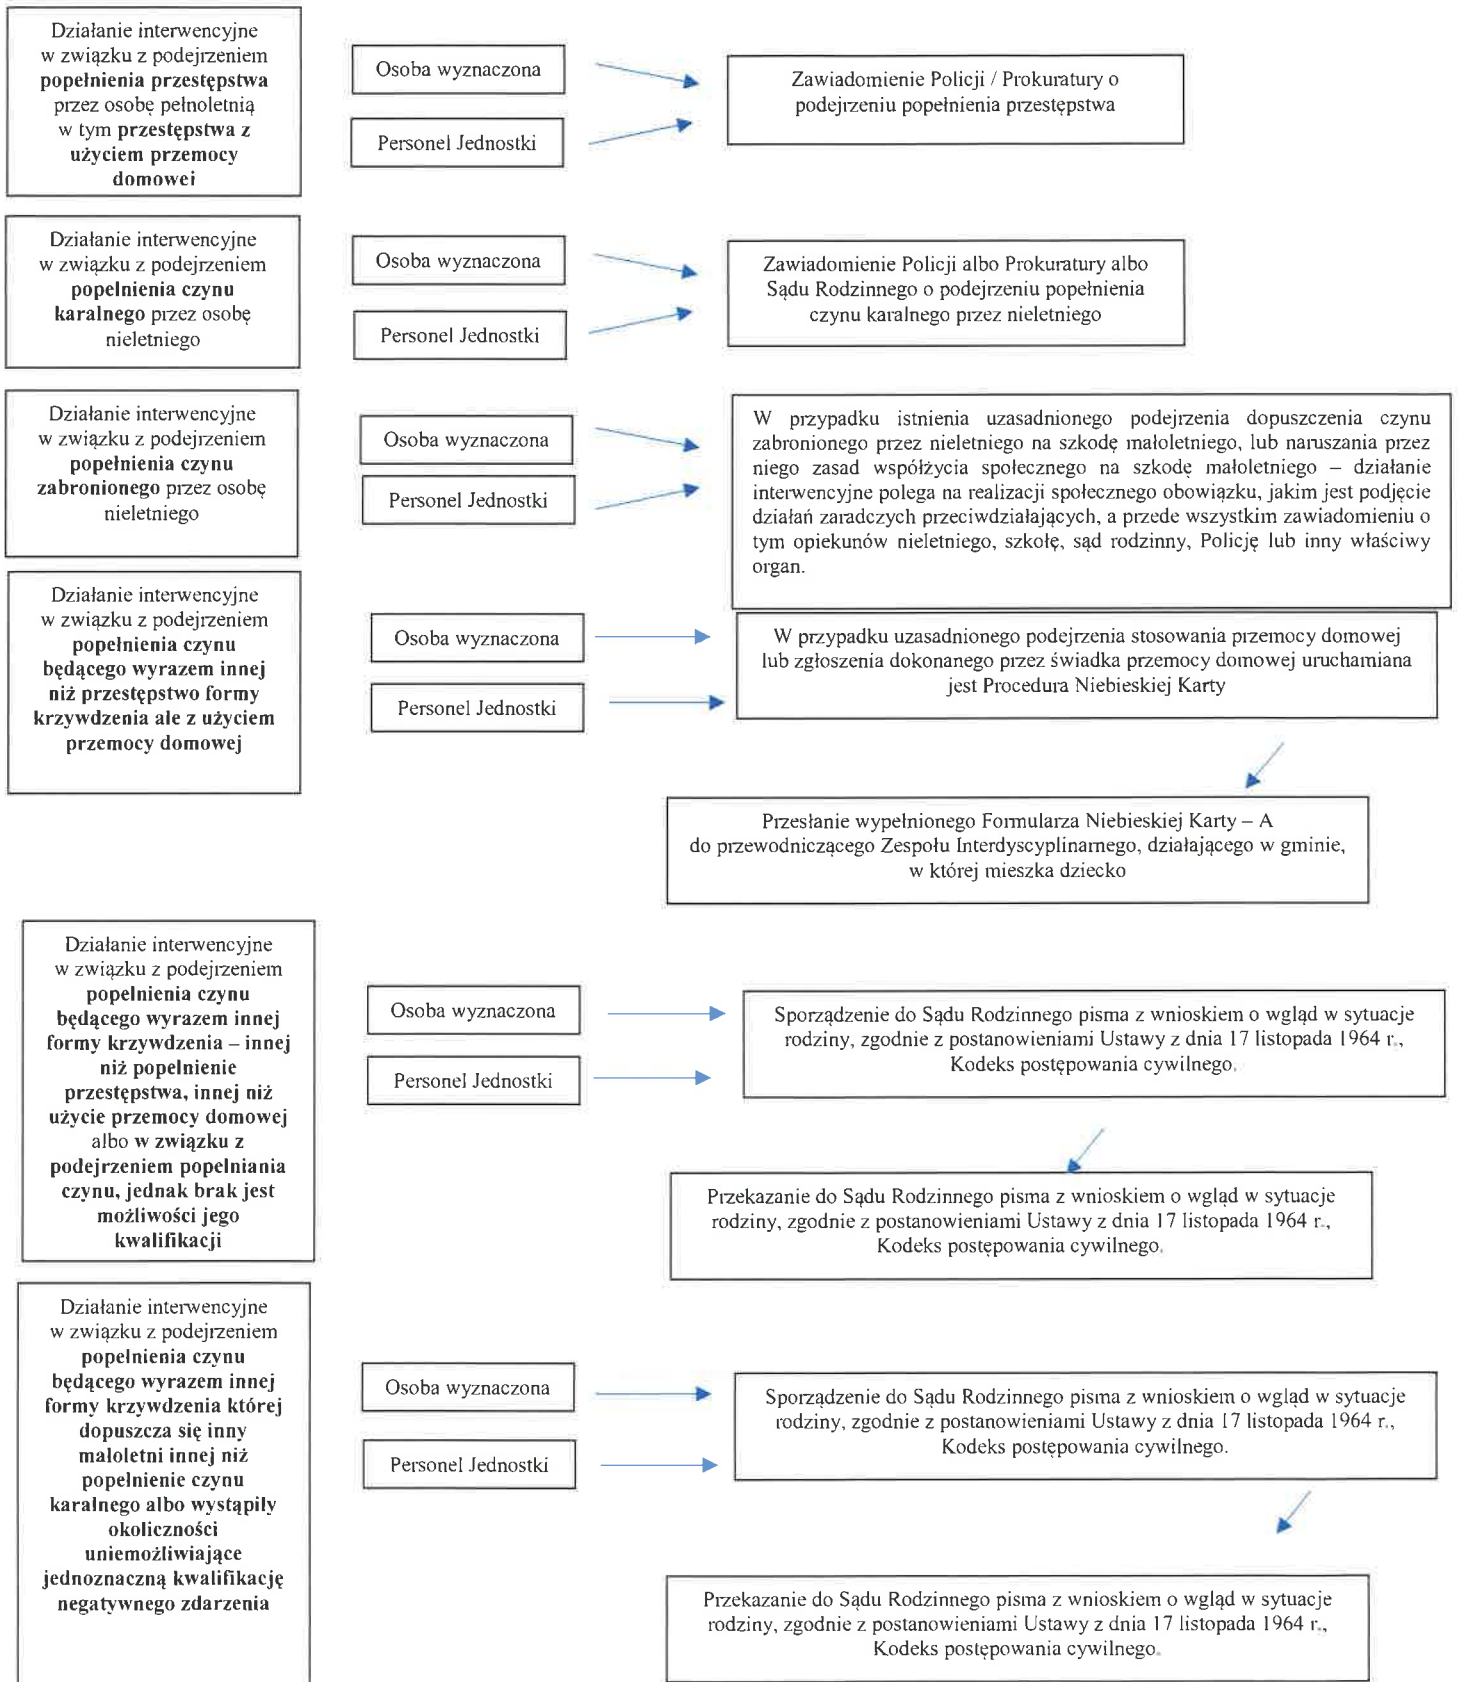 Działanie interwencyjne
w związku z podejrzeniem
popełnienia przestępstwa
przez osobę pełnoletnią
w tym przestępstwa z
użyciem przemocy
domowej
Osoba wyznaczona
Personel Jednostki
Zawiadomienie Policji / Prokuratury o
podejrzeniu popełnienia przestępstwa
Działanie interwencyjne
w związku z podejrzeniem
popełnienia czynu
karalnego przez osobę
nieletniego
Osoba wyznaczona
Personel Jednostki
Zawiadomienie Policji albo Prokuratury albo
Sądu Rodzinnego o podejrzeniu popełnienia
czynu karalnego przez nieletniego
Działanie interwencyjne
w związku z podejrzeniem
popełnienia czynu
zabronionego przez osobę
nieletniego
Osoba wyznaczona
Personel Jednostki
W przypadku istnienia uzasadnionego podejrzenia dopuszczenia czynu
zabronionego przez nieletniego na szkodę małoletniego, lub naruszania przez
niego zasad współżycia społecznego na szkodę małoletniego – działanie
interwencyjne polega na realizacji społecznego obowiązku, jakim jest podjęcie
działań zaradczych przeciwdziałających, a przede wszystkim zawiadomieniu o
tym opiekunów nieletniego, szkołę, sąd rodzinny, Policję lub inny właściwy
organ.
Działanie interwencyjne
w związku z podejrzeniem
popełnienia czynu
będącego wyrazem innej
niż przestępstwo formy
krzywdzenia ale z użyciem
przemocy domowej
Osoba wyznaczona
Personel Jednostki
W przypadku uzasadnionego podejrzenia stosowania przemocy domowej
lub zgłoszenia dokonanego przez świadka przemocy domowej uruchamiana
jest Procedura Niebieskiej Karty
Przesłanie wypełnionego Formularza Niebieskiej Karty – A
do przewodniczącego Zespołu Interdyscyplinarnego, działającego w gminie,
w której mieszka dziecko
Działanie interwencyjne
w związku z podejrzeniem
popełnienia czynu
będącego wyrazem innej
formy krzywdzenia – innej
niż popełnienie
przestępstwa, innej niż
użycie przemocy domowej
albo w związku z
podejrzeniem popełniania
czynu, jednak brak jest
możliwości jego
kwalifikacji
Osoba wyznaczona
Personel Jednostki
Sporządzenie do Sądu Rodzinnego pisma z wnioskiem o wgląd w sytuacje
rodziny, zgodnie z postanowieniami Ustawy z dnia 17 listopada 1964 r.,
Kodeks postępowania cywilnego.
Przekazanie do Sądu Rodzinnego pisma z wnioskiem o wgląd w sytuacje
rodziny, zgodnie z postanowieniami Ustawy z dnia 17 listopada 1964 r.,
Kodeks postępowania cywilnego.
Działanie interwencyjne
w związku z podejrzeniem
popełnienia czynu
będącego wyrazem innej
formy krzywdzenia której
dopuszcza się inny
małoletni innej niż
popełnienie czynu
karalnego albo wystąpiły
okoliczności
uniemożliwiające
jednoznaczną kwalifikację
negatywnego zdarzenia
Osoba wyznaczona
Personel Jednostki
Sporządzenie do Sądu Rodzinnego pisma z wnioskiem o wgląd w sytuacje
rodziny, zgodnie z postanowieniami Ustawy z dnia 17 listopada 1964 r.,
Kodeks postępowania cywilnego.
Przekazanie do Sądu Rodzinnego pisma z wnioskiem o wgląd w sytuacje
rodziny, zgodnie z postanowieniami Ustawy z dnia 17 listopada 1964 r.,
Kodeks postępowania cywilnego.